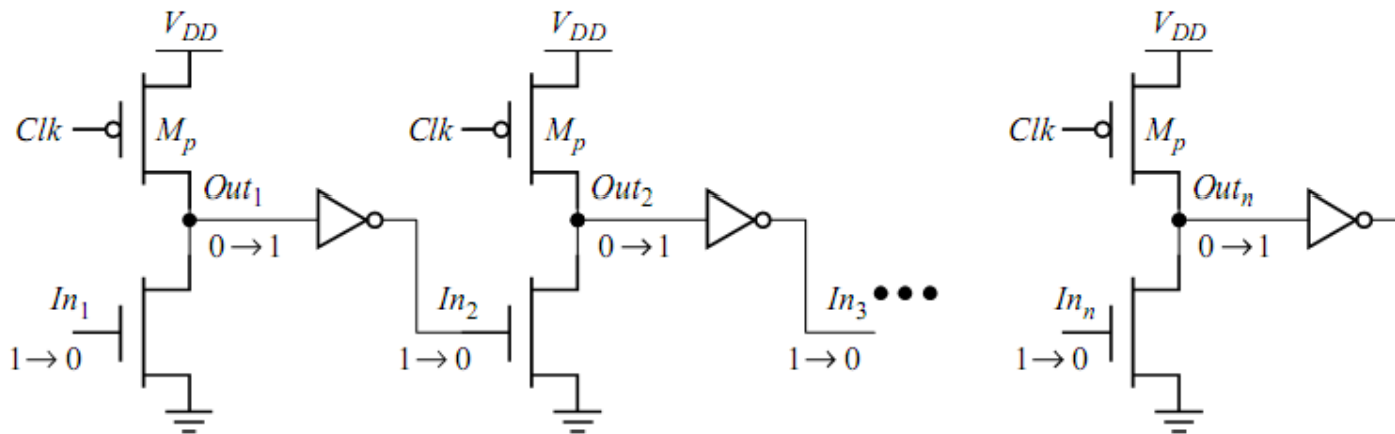 V_DD V_DD V_DD
Clk M_p Clk M_p Clk M_p
Out_1 Out_2 Out_n
0→1 0→1 0→1
In_1 In_2 In_3 In_n
1→0 1→0 1→0 1→0